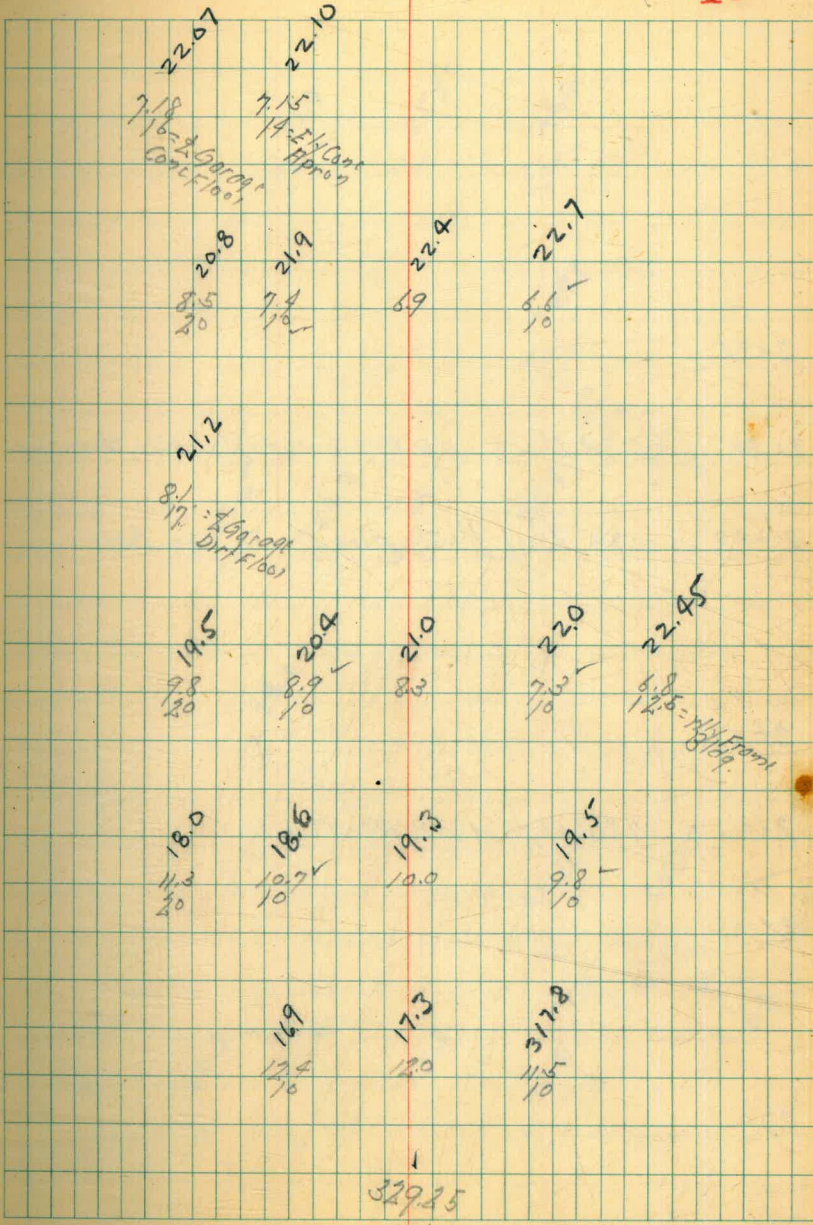 22.07 22.10
7.18 7.15
16 = ℄ Garage 14 = E'ly Conc
Conc Floor Apron
20.8 21.9 22.4 22.7
8.5 7.4 6.9 6.6 ✓
20 10 ✓ 10
21.2
8.1
17 = ℄ Garage
Dirt Floor
19.5 20.4 21.0 22.0 22.45
9.8 8.9 ✓ 8.3 7.3 ✓ 6.8
20 10 10 12.5 = N'ly Frame
Bldg.
18.0 18.6 19.3 19.5
11.3 10.7 ✓ 10.0 9.8 ✓
20 10 10
16.9 17.3 317.8
12.4 12.0 11.5
10 10
329.25